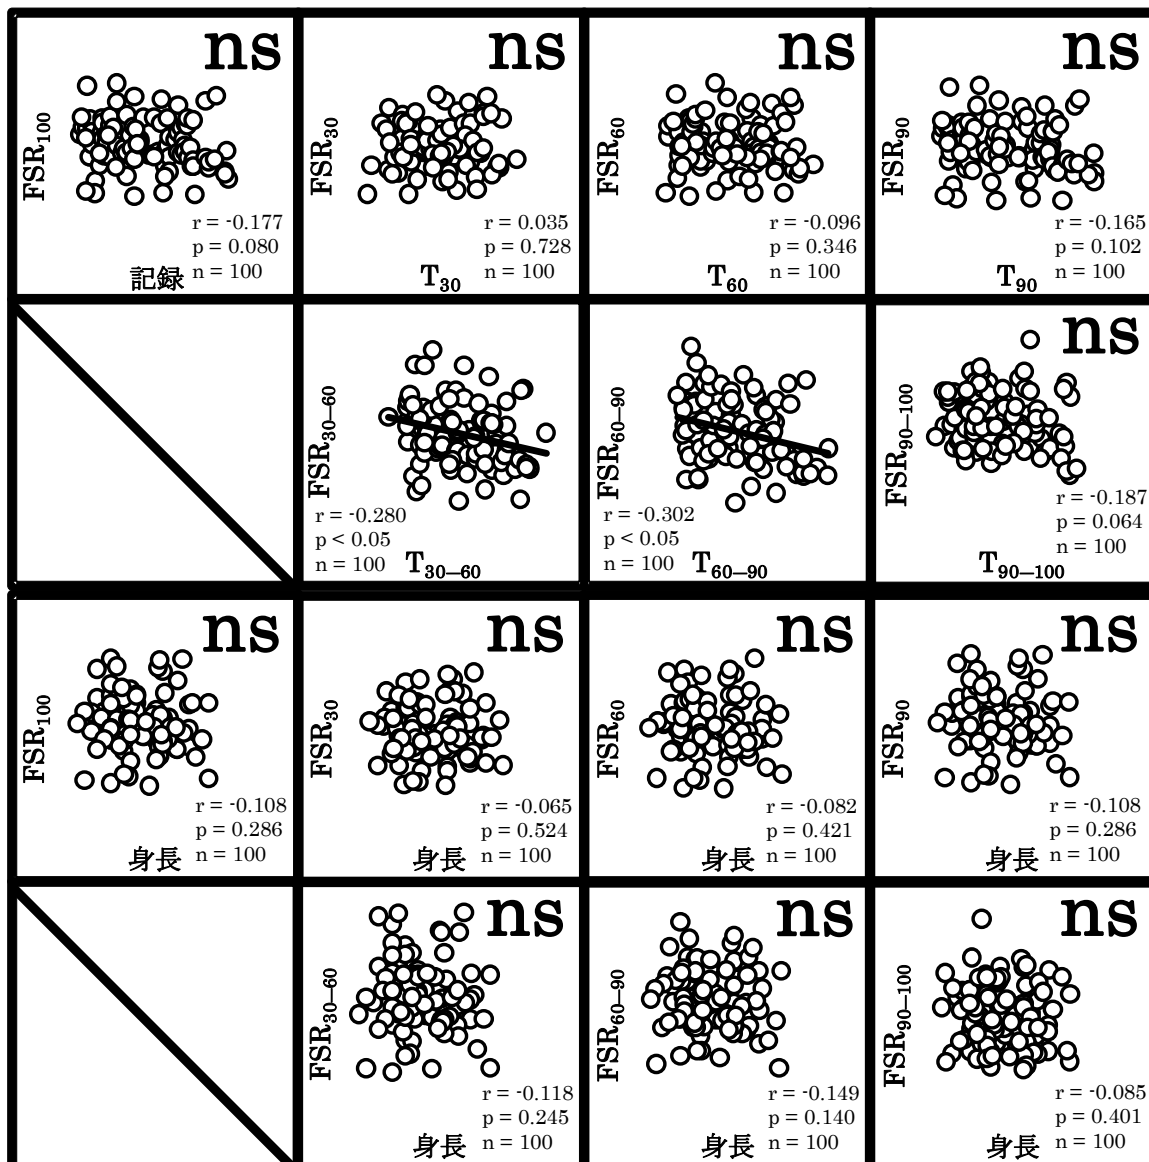 ns
FSR100
r = -0.177
p = 0.080
n = 100
記録
ns
FSR30
r = 0.035
p = 0.728
n = 100
T30
ns
FSR60
r = -0.096
p = 0.346
n = 100
T60
ns
FSR90
r = -0.165
p = 0.102
n = 100
T90
FSR30–60
r = -0.280
p < 0.05
n = 100
T30–60
FSR60–90
r = -0.302
p < 0.05
n = 100
T60–90
ns
FSR90–100
r = -0.187
p = 0.064
n = 100
T90–100
ns
FSR100
r = -0.108
p = 0.286
n = 100
身長
ns
FSR30
r = -0.065
p = 0.524
n = 100
身長
ns
FSR60
r = -0.082
p = 0.421
n = 100
身長
ns
FSR90
r = -0.108
p = 0.286
n = 100
身長
ns
FSR30–60
r = -0.118
p = 0.245
n = 100
身長
ns
FSR60–90
r = -0.149
p = 0.140
n = 100
身長
ns
FSR90–100
r = -0.085
p = 0.401
n = 100
身長